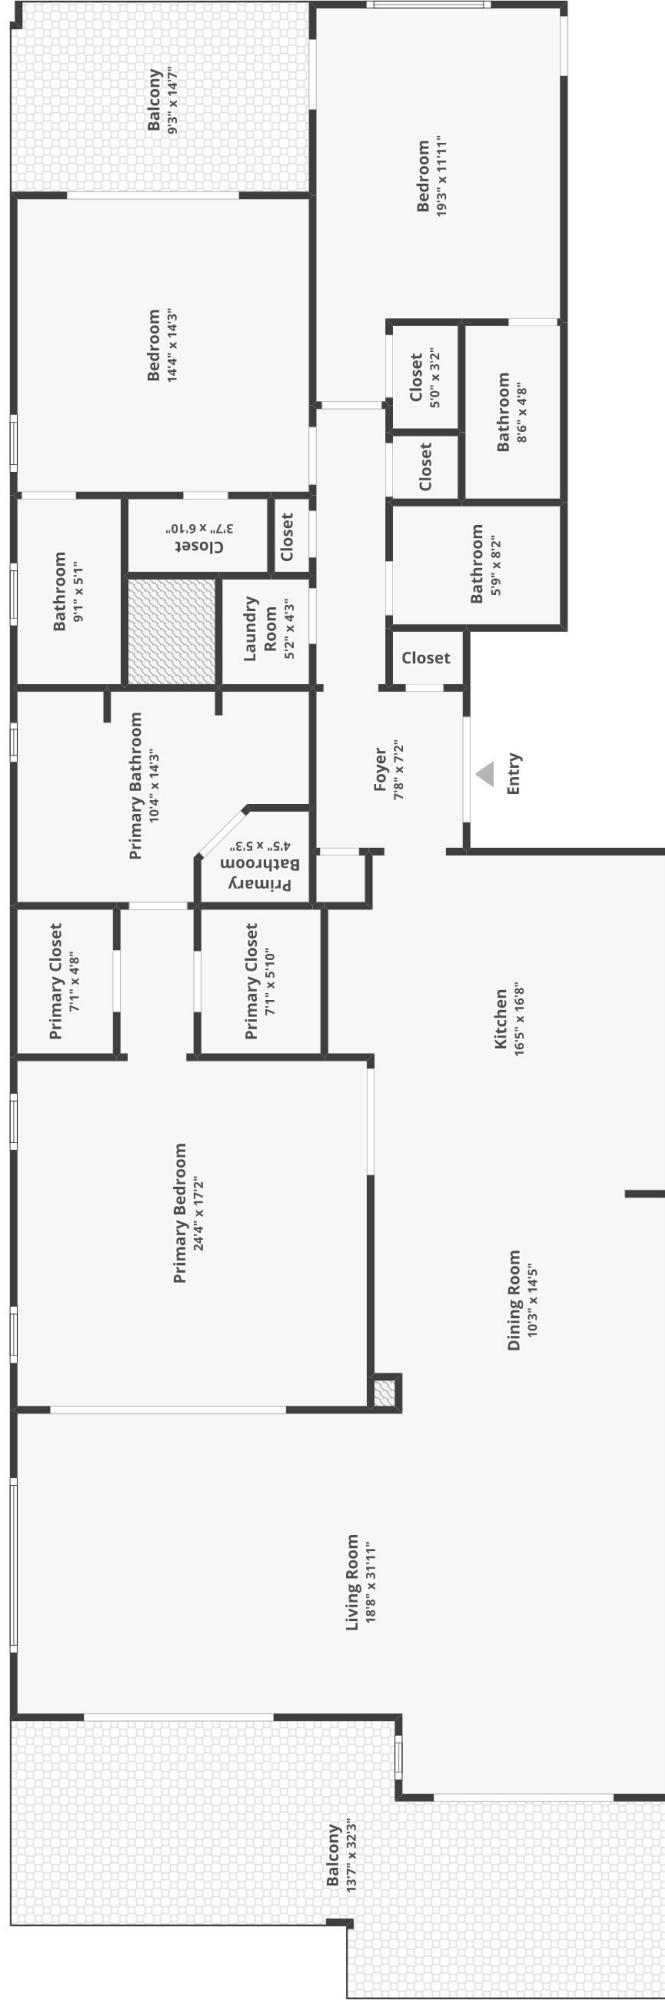 Balcony
9'3" x 14'7"
Bedroom
19'3" x 11'11"
Bedroom
14'4" x 14'3"
Closet
5'0" x 3'2"
Bathroom
8'6" x 4'8"
Closet
Closet
3'7" x 6'10"
Closet
Bathroom
9'1" x 5'1"
Bathroom
5'9" x 8'2"
Laundry
Room
5'2" x 4'3"
Closet
Primary Bathroom
10'4" x 14'3"
Foyer
7'8" x 7'2"
Entry
Primary
Bathroom
4'5" x 5'3"
Primary Closet
7'1" x 4'8"
Primary Closet
7'1" x 5'10"
Kitchen
16'5" x 16'8"
Primary Bedroom
24'4" x 17'2"
Dining Room
10'3" x 14'5"
Living Room
18'8" x 31'11"
Balcony
13'7" x 32'3"